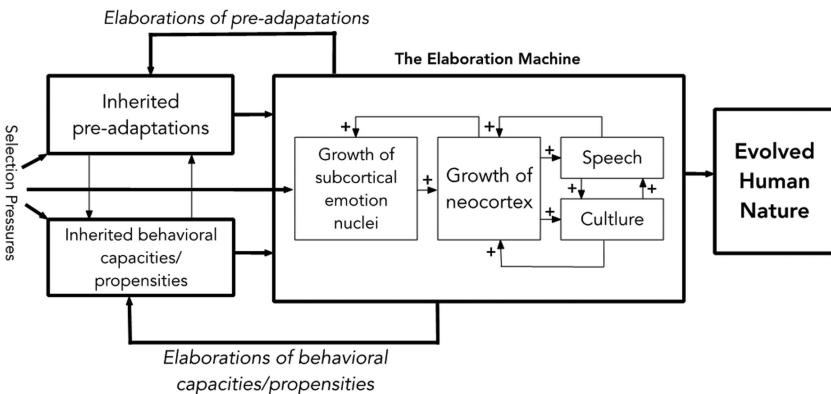 Elaborations of pre-adapatations
The Elaboration Machine
Inherited
pre-adaptations
Selection Pressures
Inherited behavioral
capacities/
propensities
+
Growth of
subcortical
emotion
nuclei
+
+
Growth of
neocortex
+
+
+
Speech
+
+
Cultlure
+
Evolved
Human
Nature
Elaborations of behavioral
capacities/propensities